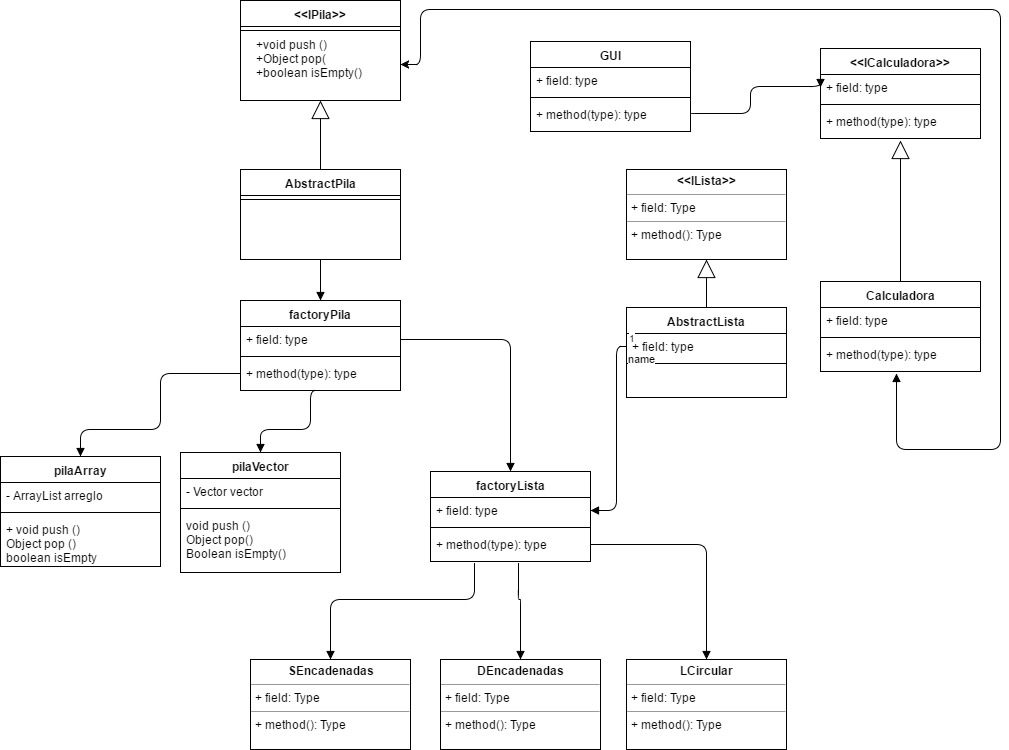 <<IPila>>
+void push ()
+Object pop(
+boolean isEmpty()
GUI
+ field: type
+ method(type): type
<<ICalculadora>>
+ field: type
+ method(type): type
AbstractPila
<<ILista>>
+ field: Type
+ method(): Type
factoryPila
+ field: type
+ method(type): type
AbstractLista
1
+ field: type
name
Calculadora
+ field: type
+ method(type): type
pilaArray
- ArrayList arreglo
+ void push ()
Object pop ()
boolean isEmpty
pilaVector
- Vector vector
void push ()
Object pop()
Boolean isEmpty()
factoryLista
+ field: type
+ method(type): type
SEncadenadas
+ field: Type
+ method(): Type
DEncadenadas
+ field: Type
+ method(): Type
LCircular
+ field: Type
+ method(): Type